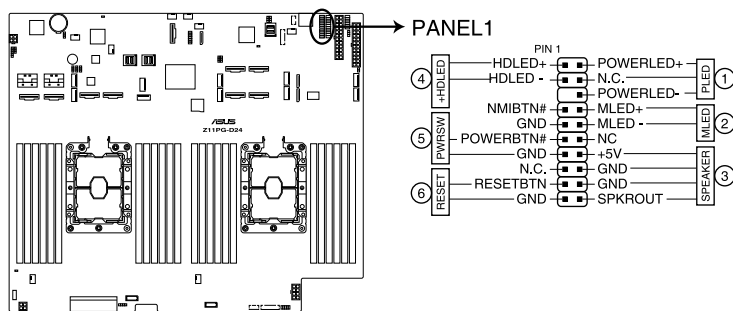 PANEL1
PIN 1
HDLED+ POWERLED+
HDLED - N.C.
POWERLED-
NMIBTN# MLED+
GND MLED -
POWERBTN# NC
GND +5V
N.C. GND
RESETBTN GND
GND SPKROUT
4 +HDLED
5 PWRSW
6 RESET
1 PLED
2 MLED
3 SPEAKER
ASUS
Z11PG-D24